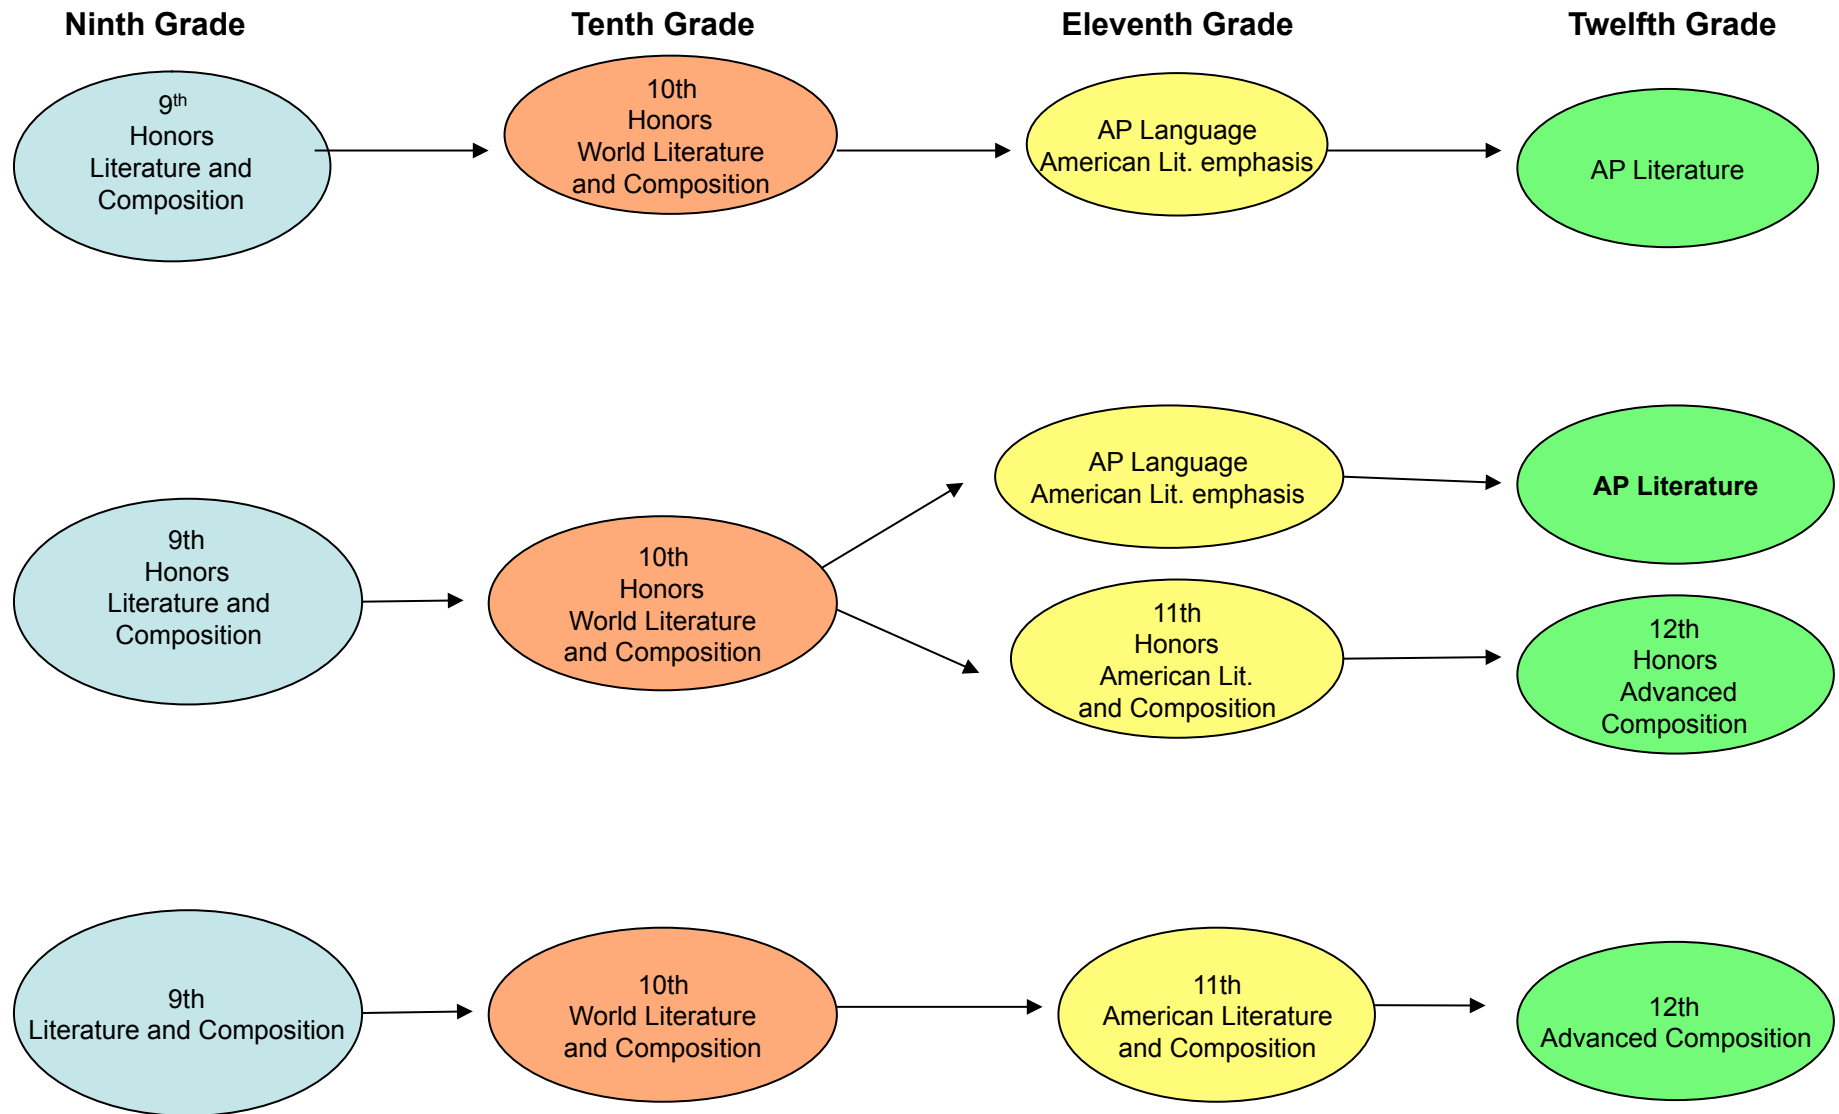 Ninth Grade
Tenth Grade
Eleventh Grade
Twelfth Grade
9th
Honors
Literature and
Composition
10th
Honors
World Literature
and Composition
AP Language
American Lit. emphasis
AP Literature
9th
Honors
Literature and
Composition
10th
Honors
World Literature
and Composition
AP Language
American Lit. emphasis
AP Literature
11th
Honors
American Lit.
and Composition
12th
Honors
Advanced
Composition
9th
Literature and Composition
10th
World Literature
and Composition
11th
American Literature
and Composition
12th
Advanced Composition